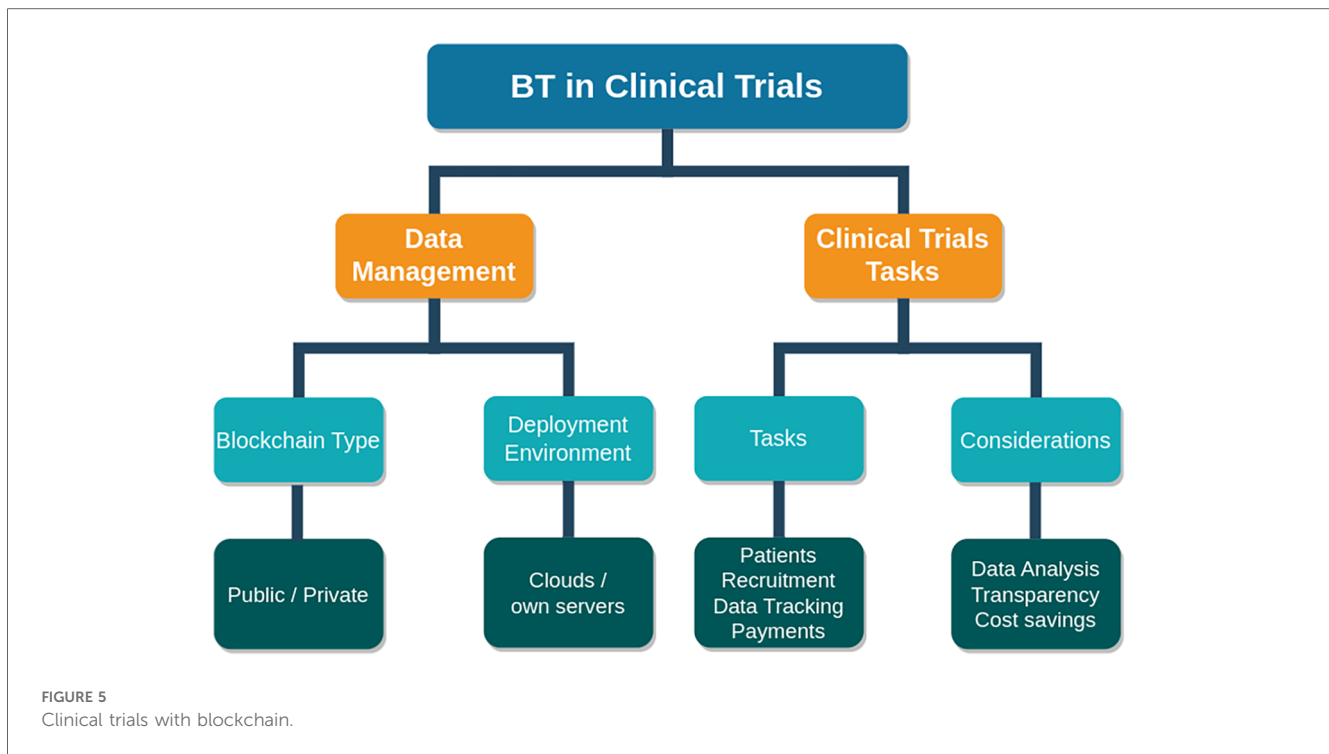 BT in Clinical Trials
Data
Management
Clinical Trials
Tasks
Blockchain Type
Deployment
Environment
Tasks
Considerations
Public / Private
Clouds /
own servers
Patients
Recruitment
Data Tracking
Payments
Data Analysis
Transparency
Cost savings
FIGURE 5
Clinical trials with blockchain.